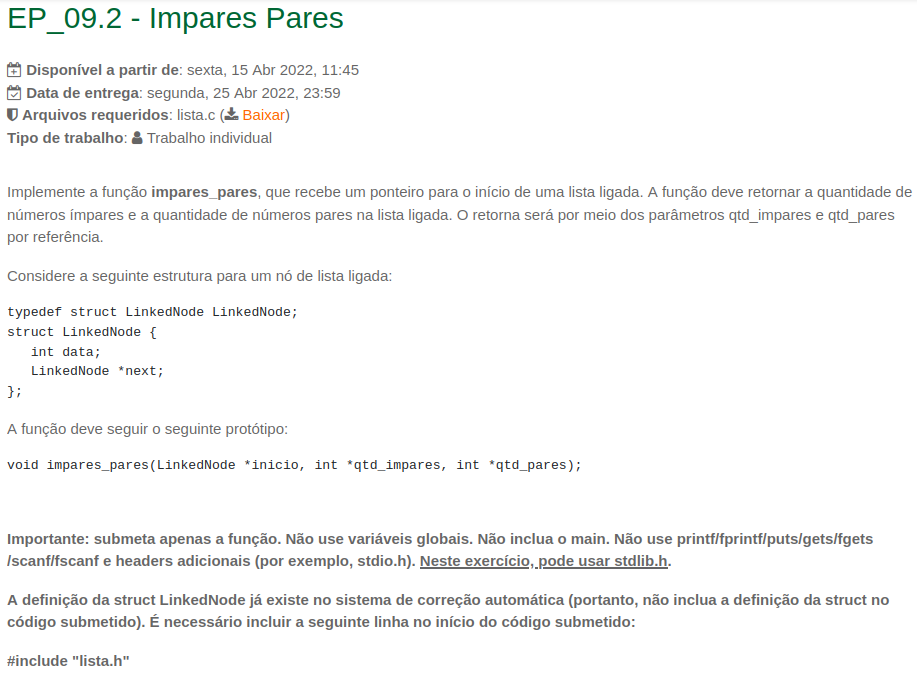 EP_09.2 - Impares Pares
Disponível a partir de: sexta, 15 Abr 2022, 11:45
Data de entrega: segunda, 25 Abr 2022, 23:59
Arquivos requeridos: lista.c (Baixar)
Tipo de trabalho: Trabalho individual
Implemente a função impares_pares, que recebe um ponteiro para o início de uma lista ligada. A função deve retornar a quantidade de
números ímpares e a quantidade de números pares na lista ligada. O retorna será por meio dos parâmetros qtd_impares e qtd_pares
por referência.
Considere a seguinte estrutura para um nó de lista ligada:
typedef struct LinkedNode LinkedNode;
struct LinkedNode {
   int data;
   LinkedNode *next;
};
A função deve seguir o seguinte protótipo:
void impares_pares(LinkedNode *inicio, int *qtd_impares, int *qtd_pares);
Importante: submeta apenas a função. Não use variáveis globais. Não inclua o main. Não use printf/fprintf/puts/gets/fgets
/scanf/fscanf e headers adicionais (por exemplo, stdio.h). Neste exercício, pode usar stdlib.h.
A definição da struct LinkedNode já existe no sistema de correção automática (portanto, não inclua a definição da struct no
código submetido). É necessário incluir a seguinte linha no início do código submetido:
#include "lista.h"